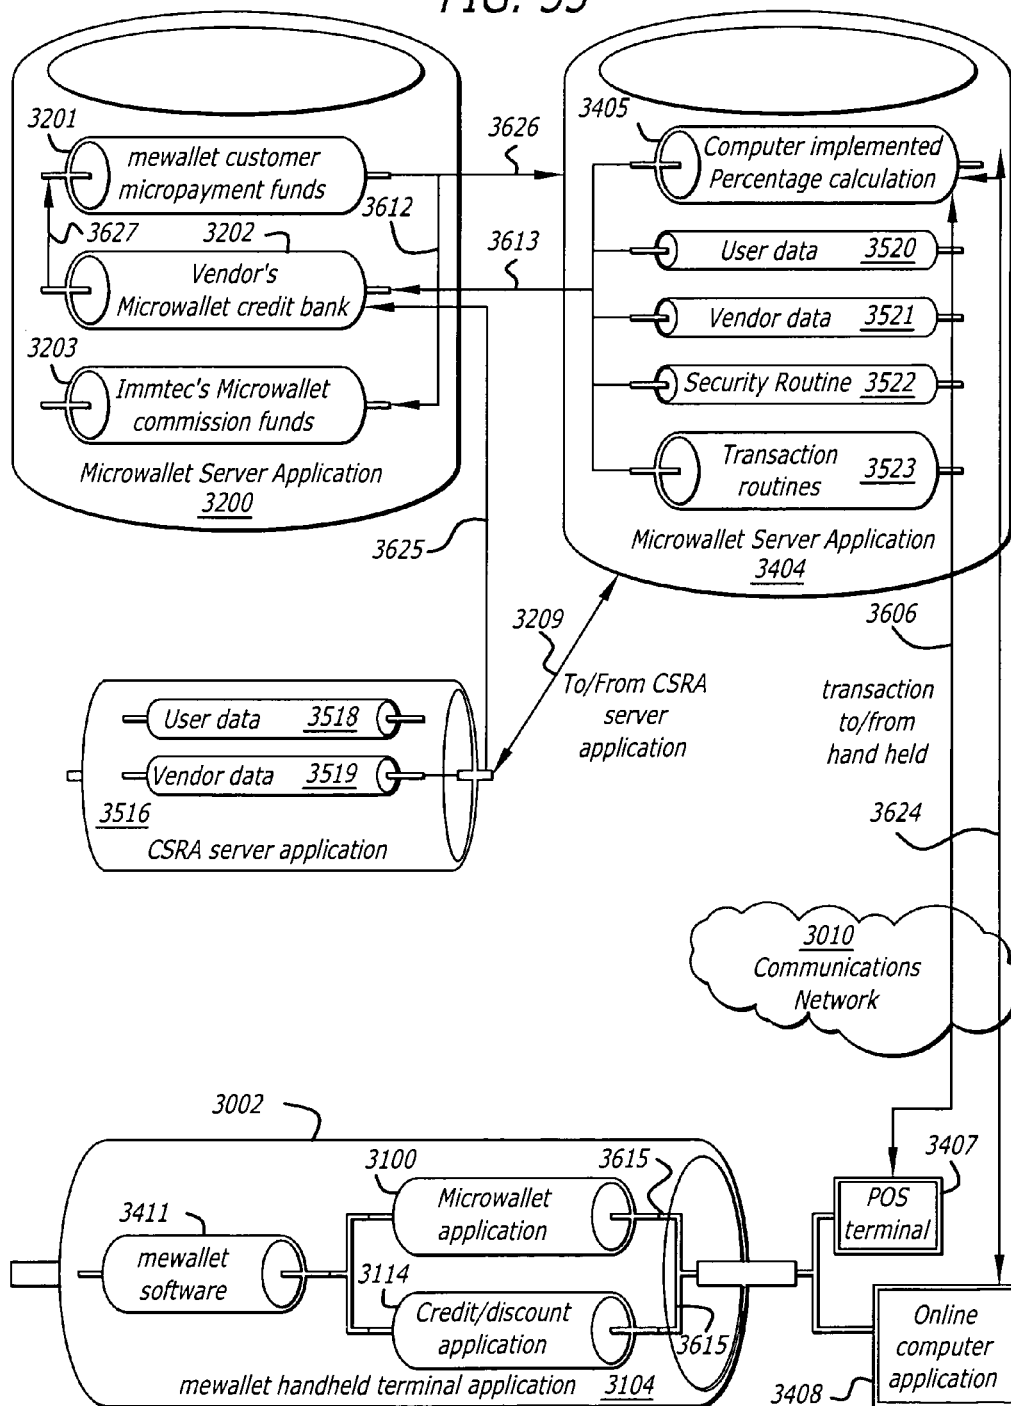 FIG. 35
3201
mewallet customer
micropayment funds
3626
3405
Computer implemented
Percentage calculation
3612
3627
3202
Vendor's
Microwallet credit bank
3613
User data 3520
Vendor data 3521
3203
Immtec's Microwallet
commission funds
Security Routine 3522
Transaction
routines
3523
Microwallet Server Application
3200
Microwallet Server Application
3404
3625
3209
3606
To/From CSRA
server
application
transaction
to/from
hand held
User data 3518
Vendor data 3519
3516
CSRA server application
3624
3010
Communications
Network
3002
3100
3615
3407
Microwallet
application
POS
terminal
3411
mewallet
software
3114
Credit/discount
application
3615
Online
computer
application
mewallet handheld terminal application 3104
3408